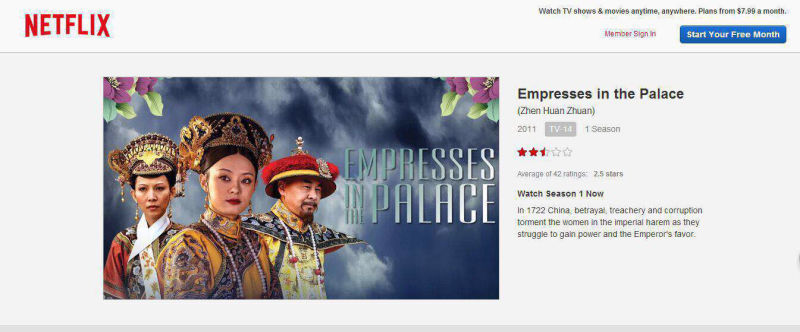 NETFLIX
Watch TV shows & movies anytime, anywhere. Plans from $7.99 a month.
Member Sign In
Start Your Free Month
EMPRESSES
IN THE PALACE
Empresses in the Palace
(Zhen Huan Zhuan)
2011 TV-14 1 Season
Average of 42 ratings: 2.5 stars
Watch Season 1 Now
In 1722 China, betrayal, treachery and corruption
torment the women in the imperial harem as they
struggle to gain power and the Emperor's favor.